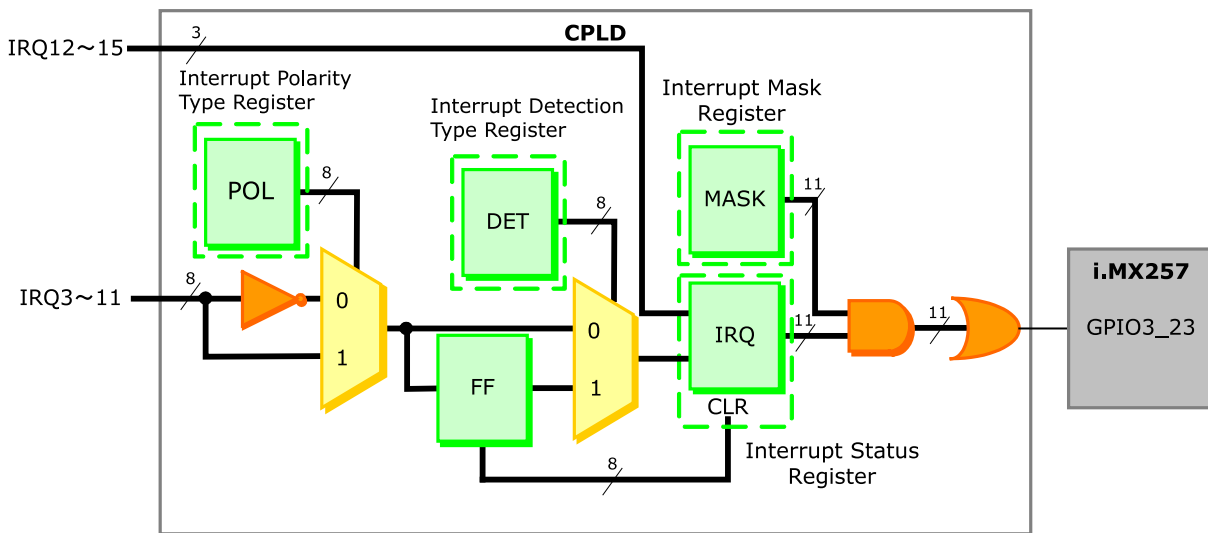 CPLD
IRQ12~15
3
Interrupt Polarity
Type Register
Interrupt Detection
Type Register
Interrupt Mask
Register
POL
8
DET
8
MASK
11
IRQ3~11
8
0
1
FF
0
1
IRQ
11
CLR
8
Interrupt Status
Register
11
i.MX257
GPIO3_23